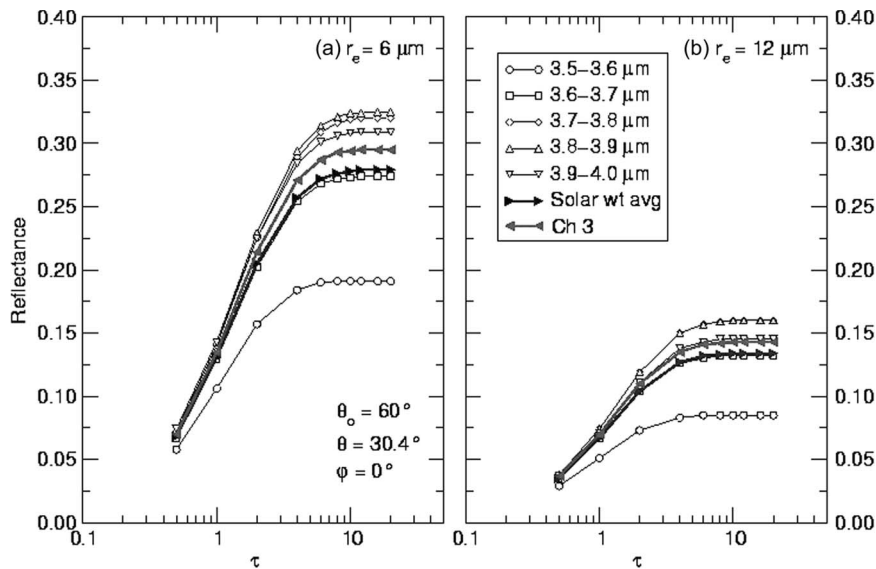 (a) rₑ = 6 μm
(b) rₑ = 12 μm
0.40
0.35
0.30
0.25
0.20
0.15
0.10
0.05
0.00
Reflectance
0.1
1
10
τ
θₒ = 60°
θ = 30.4°
φ = 0°
3.5–3.6 μm
3.6–3.7 μm
3.7–3.8 μm
3.8–3.9 μm
3.9–4.0 μm
Solar wt avg
Ch 3
0.1
1
10
τ
0.40
0.35
0.30
0.25
0.20
0.15
0.10
0.05
0.00